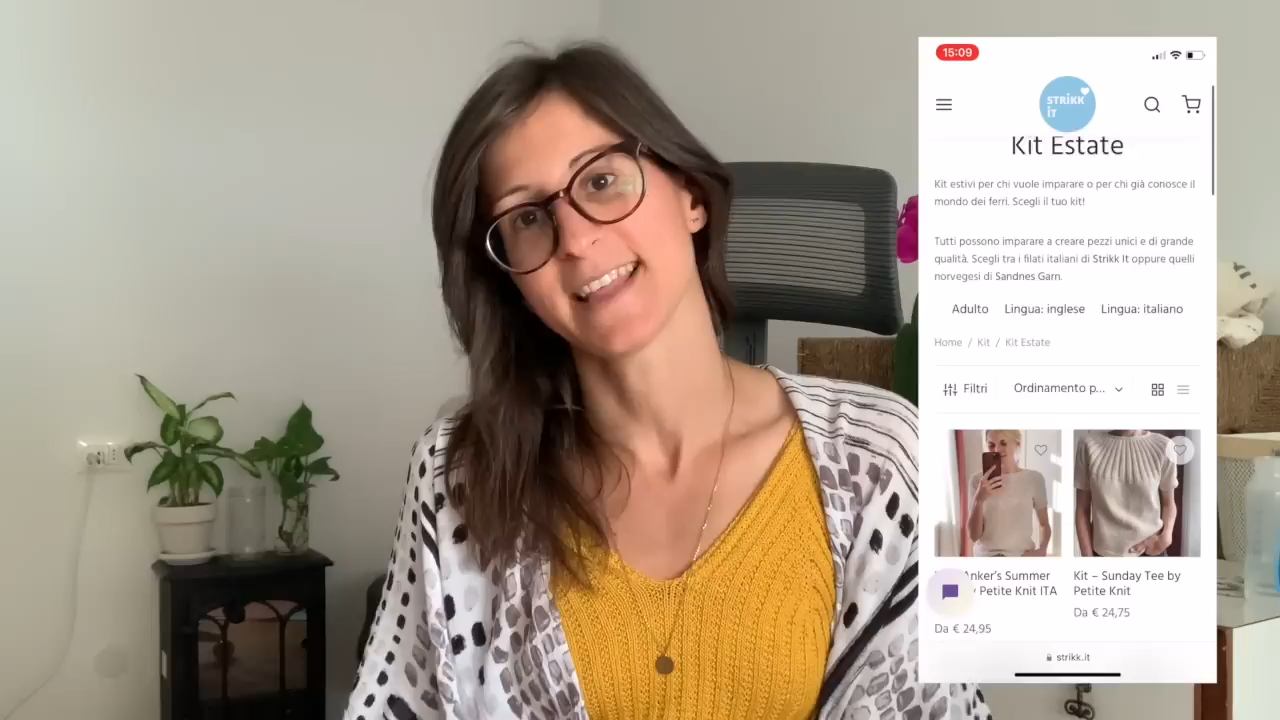 15:09
STRiKK
iT
Kit Estate
Kit estivi per chi vuole imparare o per chi già conosce il
mondo dei ferri. Scegli il tuo kit!
Tutti possono imparare a creare pezzi unici e di grande
qualità. Scegli tra i filati italiani di Strikk It oppure quelli
norvegesi di Sandnes Garn.
Adulto Lingua: inglese Lingua: italiano
Home / Kit / Kit Estate
Filtri Ordinamento p...
Anker's Summer
Petite Knit ITA
Da € 24,95
Kit – Sunday Tee by
Petite Knit
Da € 24,75
strikk.it